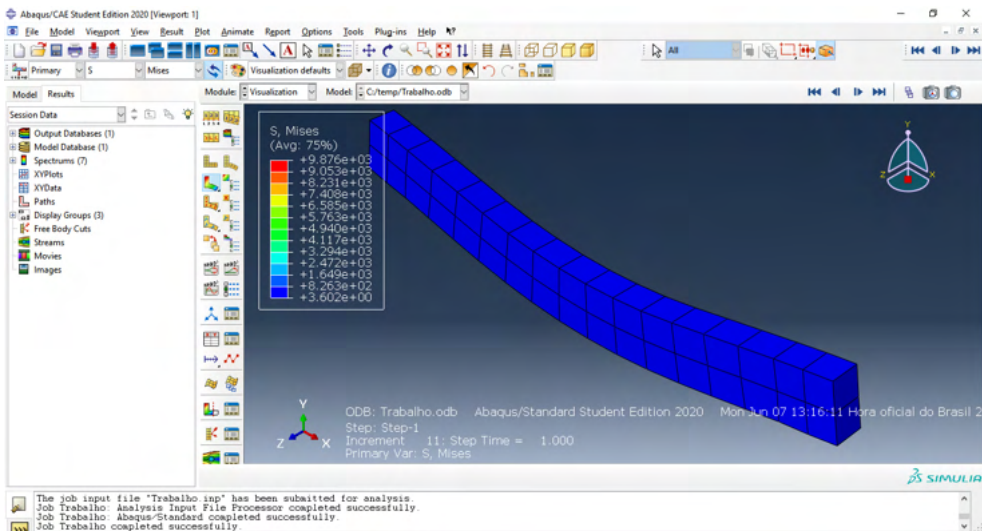 Abaqus/CAE Student Edition 2020 [Viewport: 1]
File Model Viewport View Result Plot Animate Report Options Tools Plug-ins Help
All
Primary S Mises Visualization defaults
Model Results Module: Visualization Model: C:/temp/Trabalho.odb
Session Data
Output Databases (1)
Model Database (1)
Spectrums (7)
XYPlots
XYData
Paths
Display Groups (3)
Free Body Cuts
Streams
Movies
Images
S, Mises
(Avg: 75%)
+9.876e+03
+9.053e+03
+8.231e+03
+7.408e+03
+6.585e+03
+5.763e+03
+4.940e+03
+4.117e+03
+3.294e+03
+2.472e+03
+1.649e+03
+8.263e+02
+3.602e+00
Y
Z X
Y
Z X
ODB: Trabalho.odb Abaqus/Standard Student Edition 2020 Mon Jun 07 13:16:11 Hora oficial do Brasil 2
Step: Step-1
Increment 11: Step Time = 1.000
Primary Var: S, Mises
SIMULIA
The job input file "Trabalho.inp" has been submitted for analysis.
Job Trabalho: Analysis Input File Processor completed successfully.
Job Trabalho: Abaqus/Standard completed successfully.
Job Trabalho completed successfully.